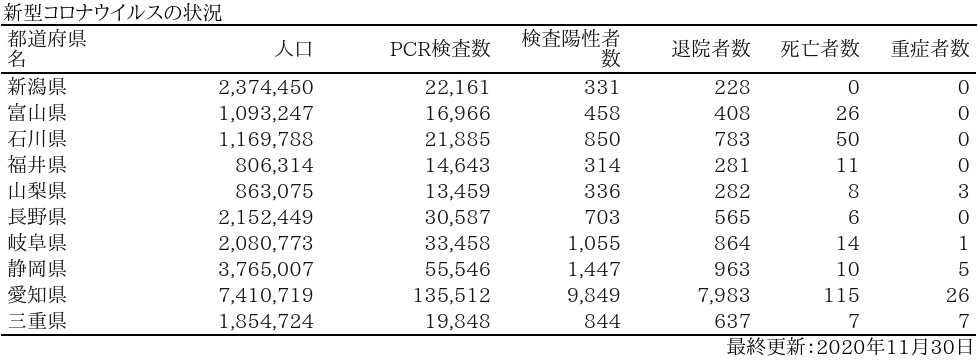 新型コロナウイルスの状況
都道府県名 人口 PCR検査数 検査陽性者数 退院者数 死亡者数 重症者数
新潟県 2,374,450 22,161 331 228 0 0
富山県 1,093,247 16,966 458 408 26 0
石川県 1,169,788 21,885 850 783 50 0
福井県 806,314 14,643 314 281 11 0
山梨県 863,075 13,459 336 282 8 3
長野県 2,152,449 30,587 703 565 6 0
岐阜県 2,080,773 33,458 1,055 864 14 1
静岡県 3,765,007 55,546 1,447 963 10 5
愛知県 7,410,719 135,512 9,849 7,983 115 26
三重県 1,854,724 19,848 844 637 7 7
最終更新：2020年11月30日